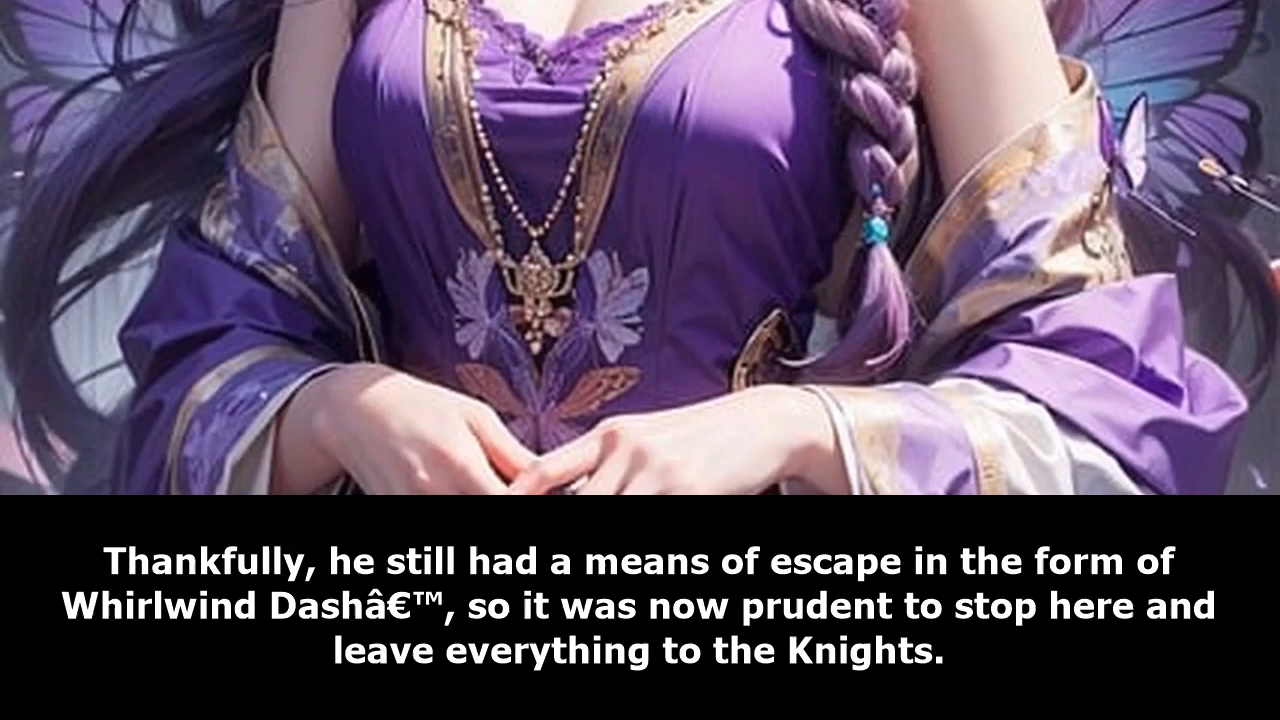 Thankfully, he still had a means of escape in the form of
Whirlwind Dashâ€™, so it was now prudent to stop here and
leave everything to the Knights.